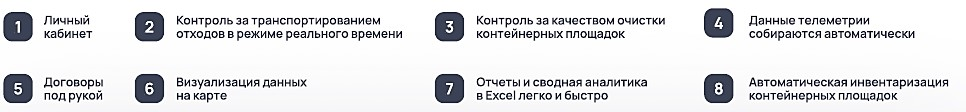 1 Личный
кабинет
2 Контроль за транспортированием
отходов в режиме реального времени
3 Контроль за качеством очистки
контейнерных площадок
4 Данные телеметрии
собираются автоматически
5 Договоры
под рукой
6 Визуализация данных
на карте
7 Отчеты и сводная аналитика
в Excel легко и быстро
8 Автоматическая инвентаризация
контейнерных площадок